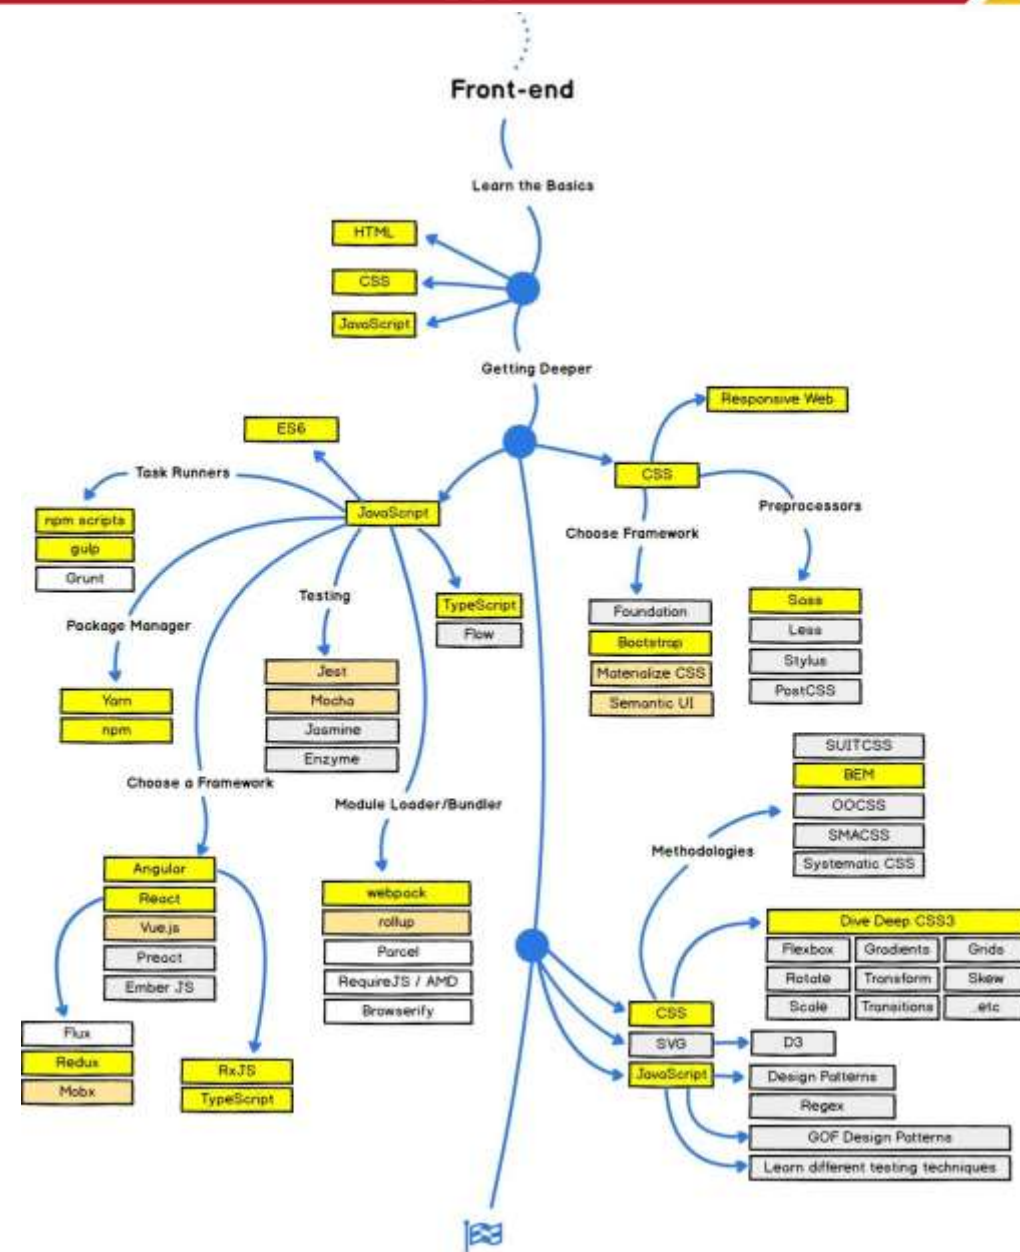 Front-end
Learn the Basics
HTML
CSS
JavaScript
Getting Deeper
Responsive Web
ES6
Task Runners
CSS
npm scripts
gulp
Grunt
JavaScript
Preprocessors
Choose Framework
Testing
TypeScript
Flow
Package Manager
Foundation
Bootstrap
Materialize CSS
Semantic UI
Sass
Less
Stylus
PostCSS
Jest
Mocha
Jasmine
Enzyme
Yarn
npm
SUITCSS
BEM
OOCSS
SMACSS
Systematic CSS
Choose a Framework
Module Loader/Bundler
Methodologies
Angular
React
Vue.js
Preact
Ember JS
webpack
rollup
Parcel
RequireJS / AMD
Browserify
Dive Deep CSS3
Flexbox Gradients Grids
Rotate Transform Skew
Scale Transitions ..etc
Flux
Redux
Mobx
RxJS
TypeScript
CSS
SVG
D3
JavaScript
Design Patterns
Regex
GOF Design Patterns
Learn different testing techniques